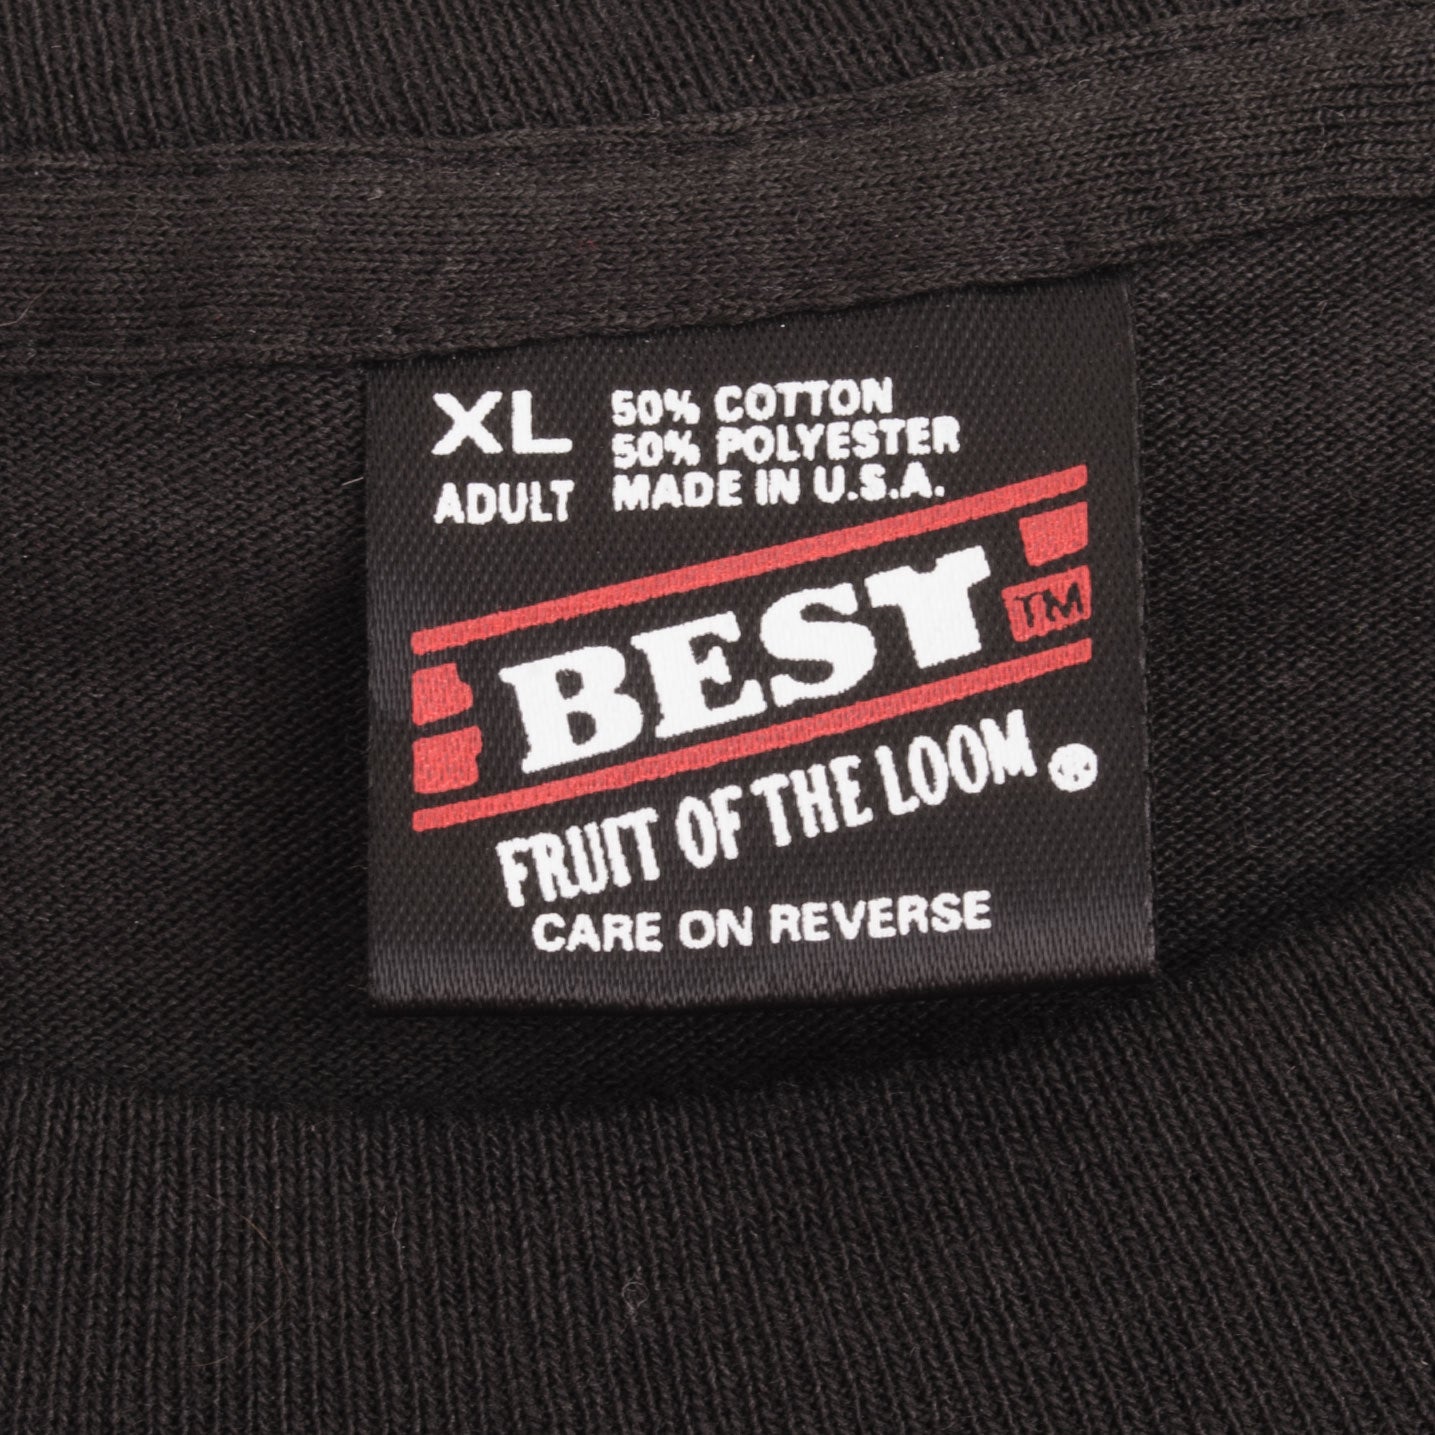 XL
ADULT
50% COTTON
50% POLYESTER
MADE IN U.S.A.
BEST TM
FRUIT OF THE LOOM ®
CARE ON REVERSE